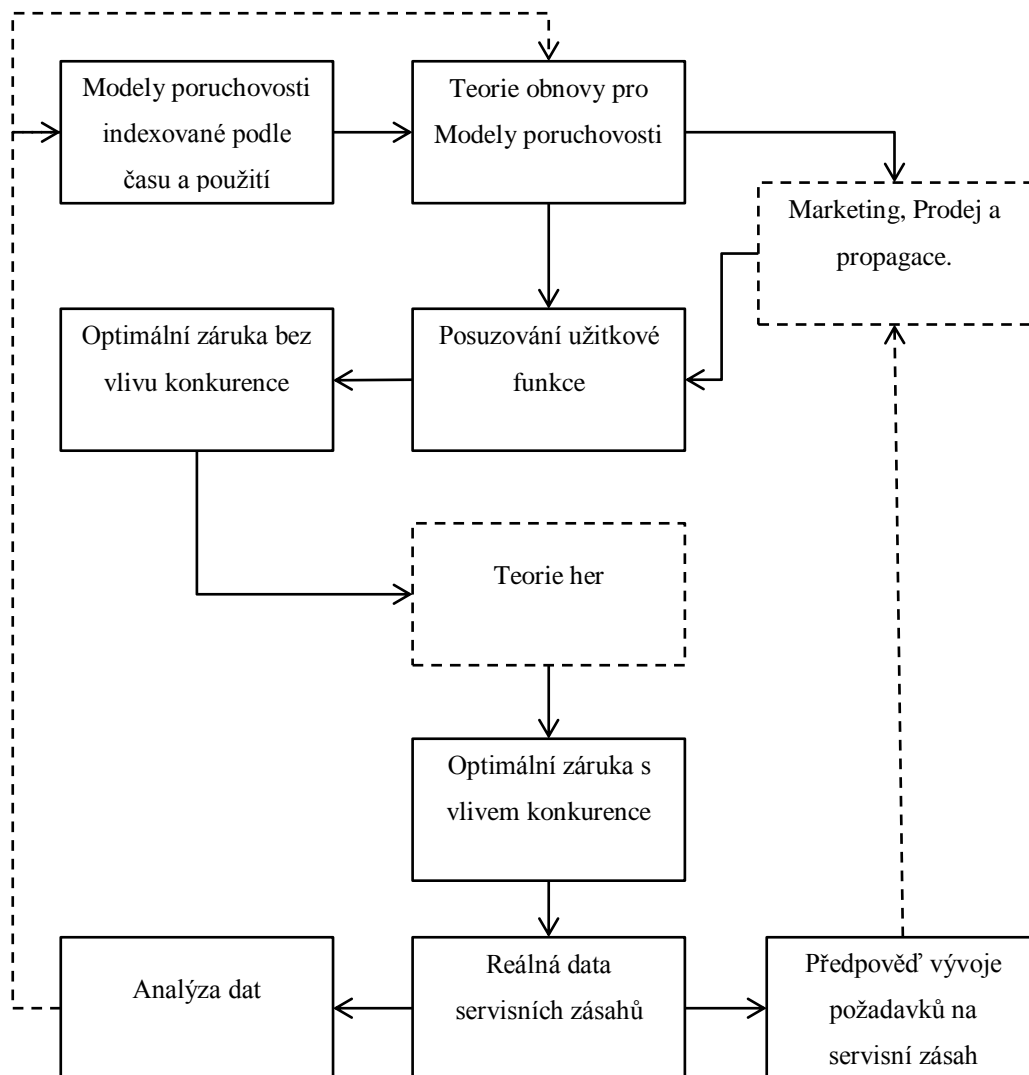 Modely poruchovosti
indexované podle
času a použití
Teorie obnovy pro
Modely poruchovosti
Marketing, Prodej a
propagace.
Optimální záruka bez
vlivu konkurence
Posuzování užitkové
funkce
Teorie her
Optimální záruka s
vlivem konkurence
Analýza dat
Reálná data
servisních zásahů
Předpověď vývoje
požadavků na
servisní zásah